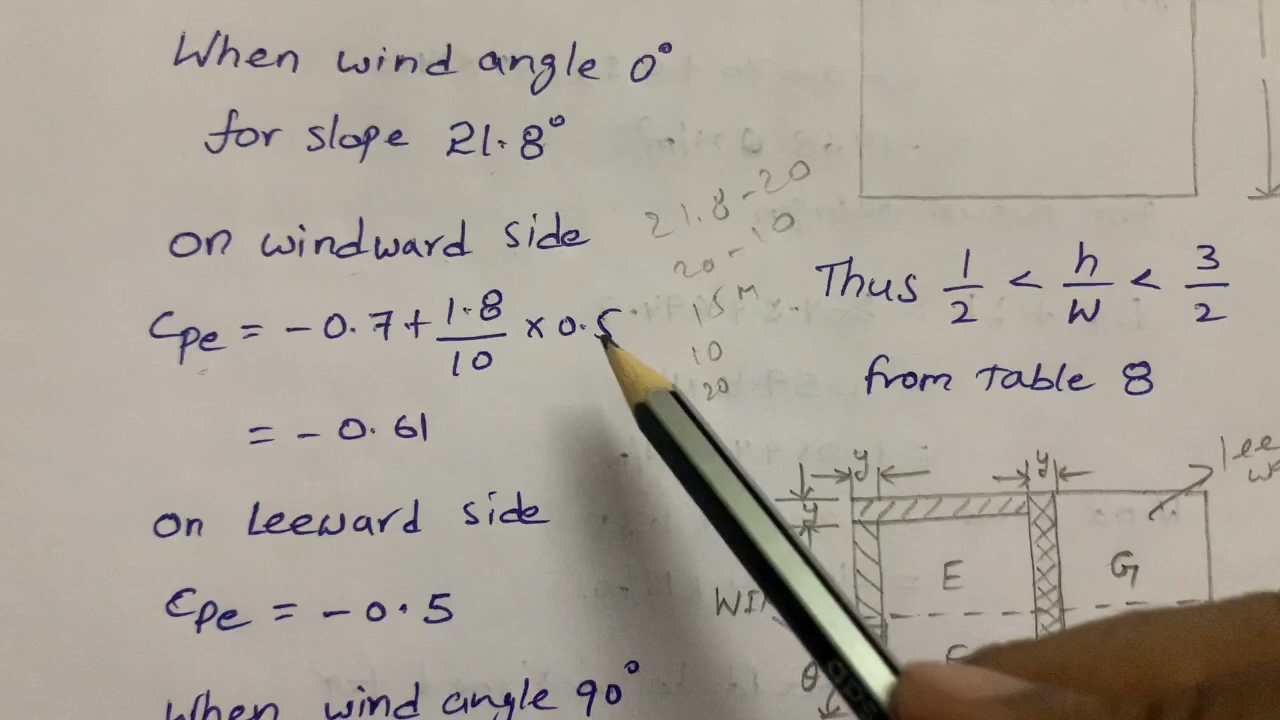 When wind angle 0°
for slope 21.8°
on windward side
Cpe = -0.7 + 1.8/10 × 0.5
= -0.61
on Leeward side
Cpe = -0.5
When wind angle 90°
21.8-20
20-10
10
20
Thus 1/2 < h/w < 3/2
from Table 8
y
y
y
lee
E
G
θ